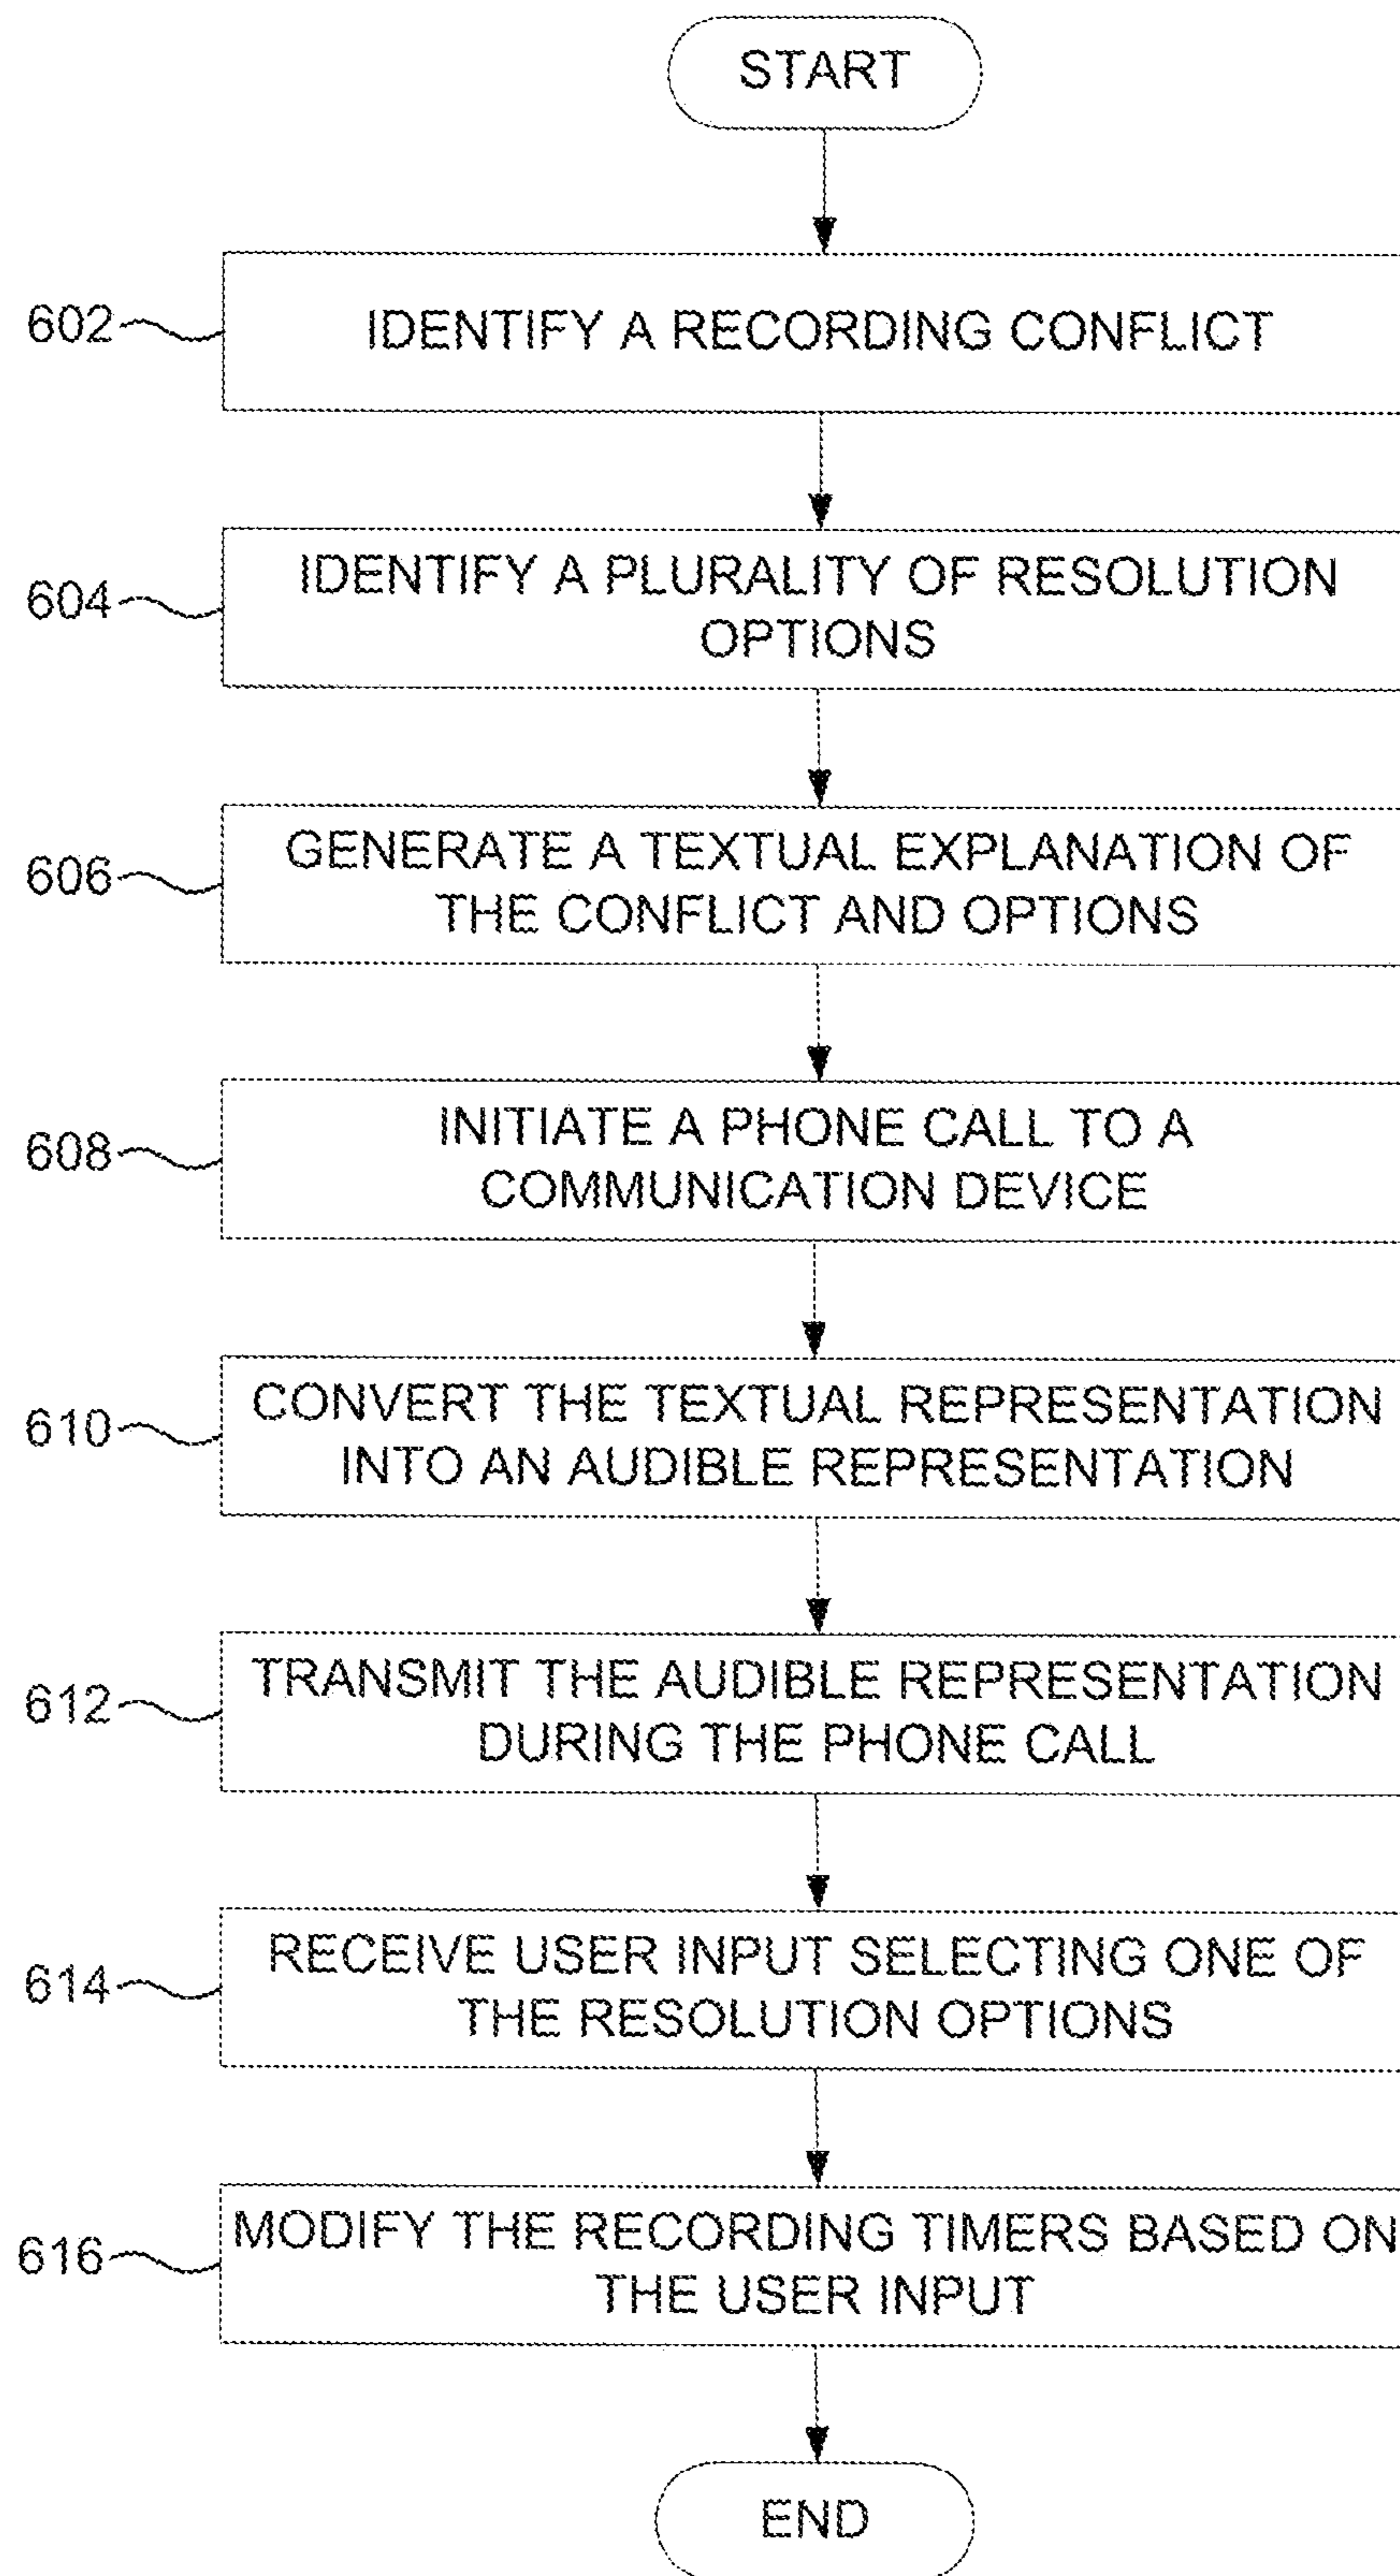 START
602
IDENTIFY A RECORDING CONFLICT
604
IDENTIFY A PLURALITY OF RESOLUTION
OPTIONS
606
GENERATE A TEXTUAL EXPLANATION OF
THE CONFLICT AND OPTIONS
608
INITIATE A PHONE CALL TO A
COMMUNICATION DEVICE
610
CONVERT THE TEXTUAL REPRESENTATION
INTO AN AUDIBLE REPRESENTATION
612
TRANSMIT THE AUDIBLE REPRESENTATION
DURING THE PHONE CALL
614
RECEIVE USER INPUT SELECTING ONE OF
THE RESOLUTION OPTIONS
616
MODIFY THE RECORDING TIMERS BASED ON
THE USER INPUT
END